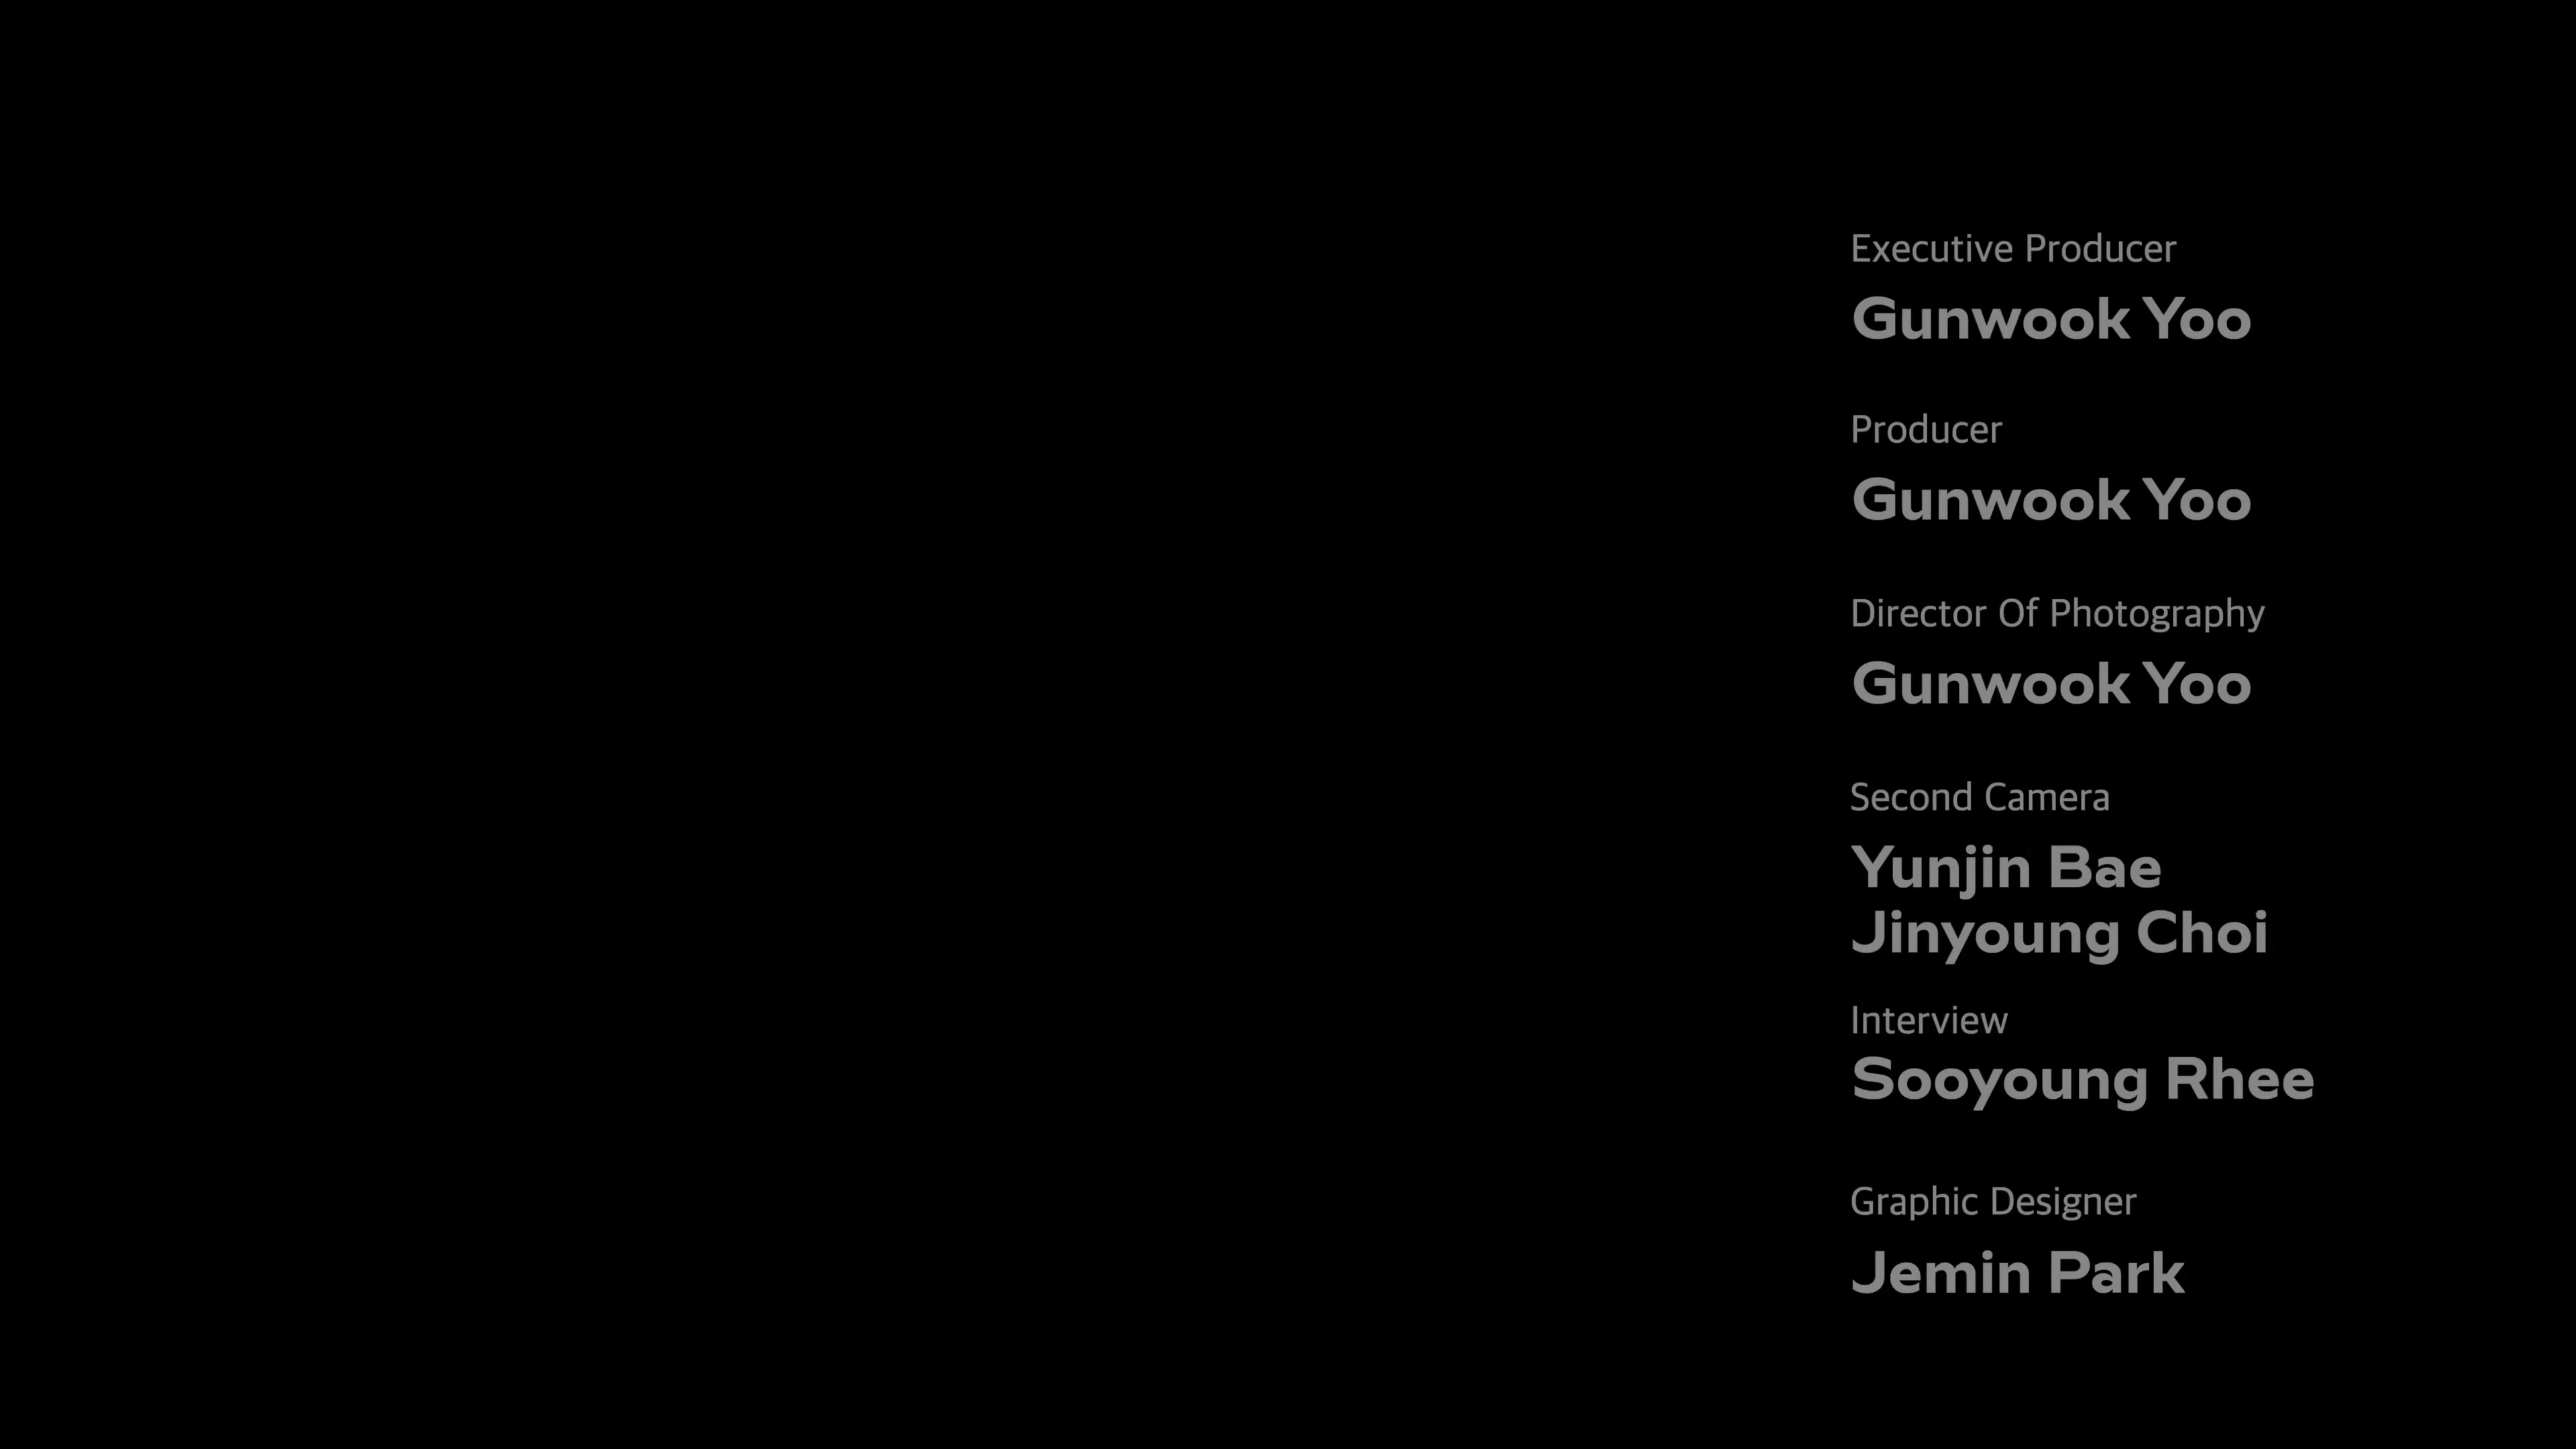 Executive Producer
Gunwook Yoo
Producer
Gunwook Yoo
Director Of Photography
Gunwook Yoo
Second Camera
Yunjin Bae
Jinyoung Choi
Interview
Sooyoung Rhee
Graphic Designer
Jemin Park